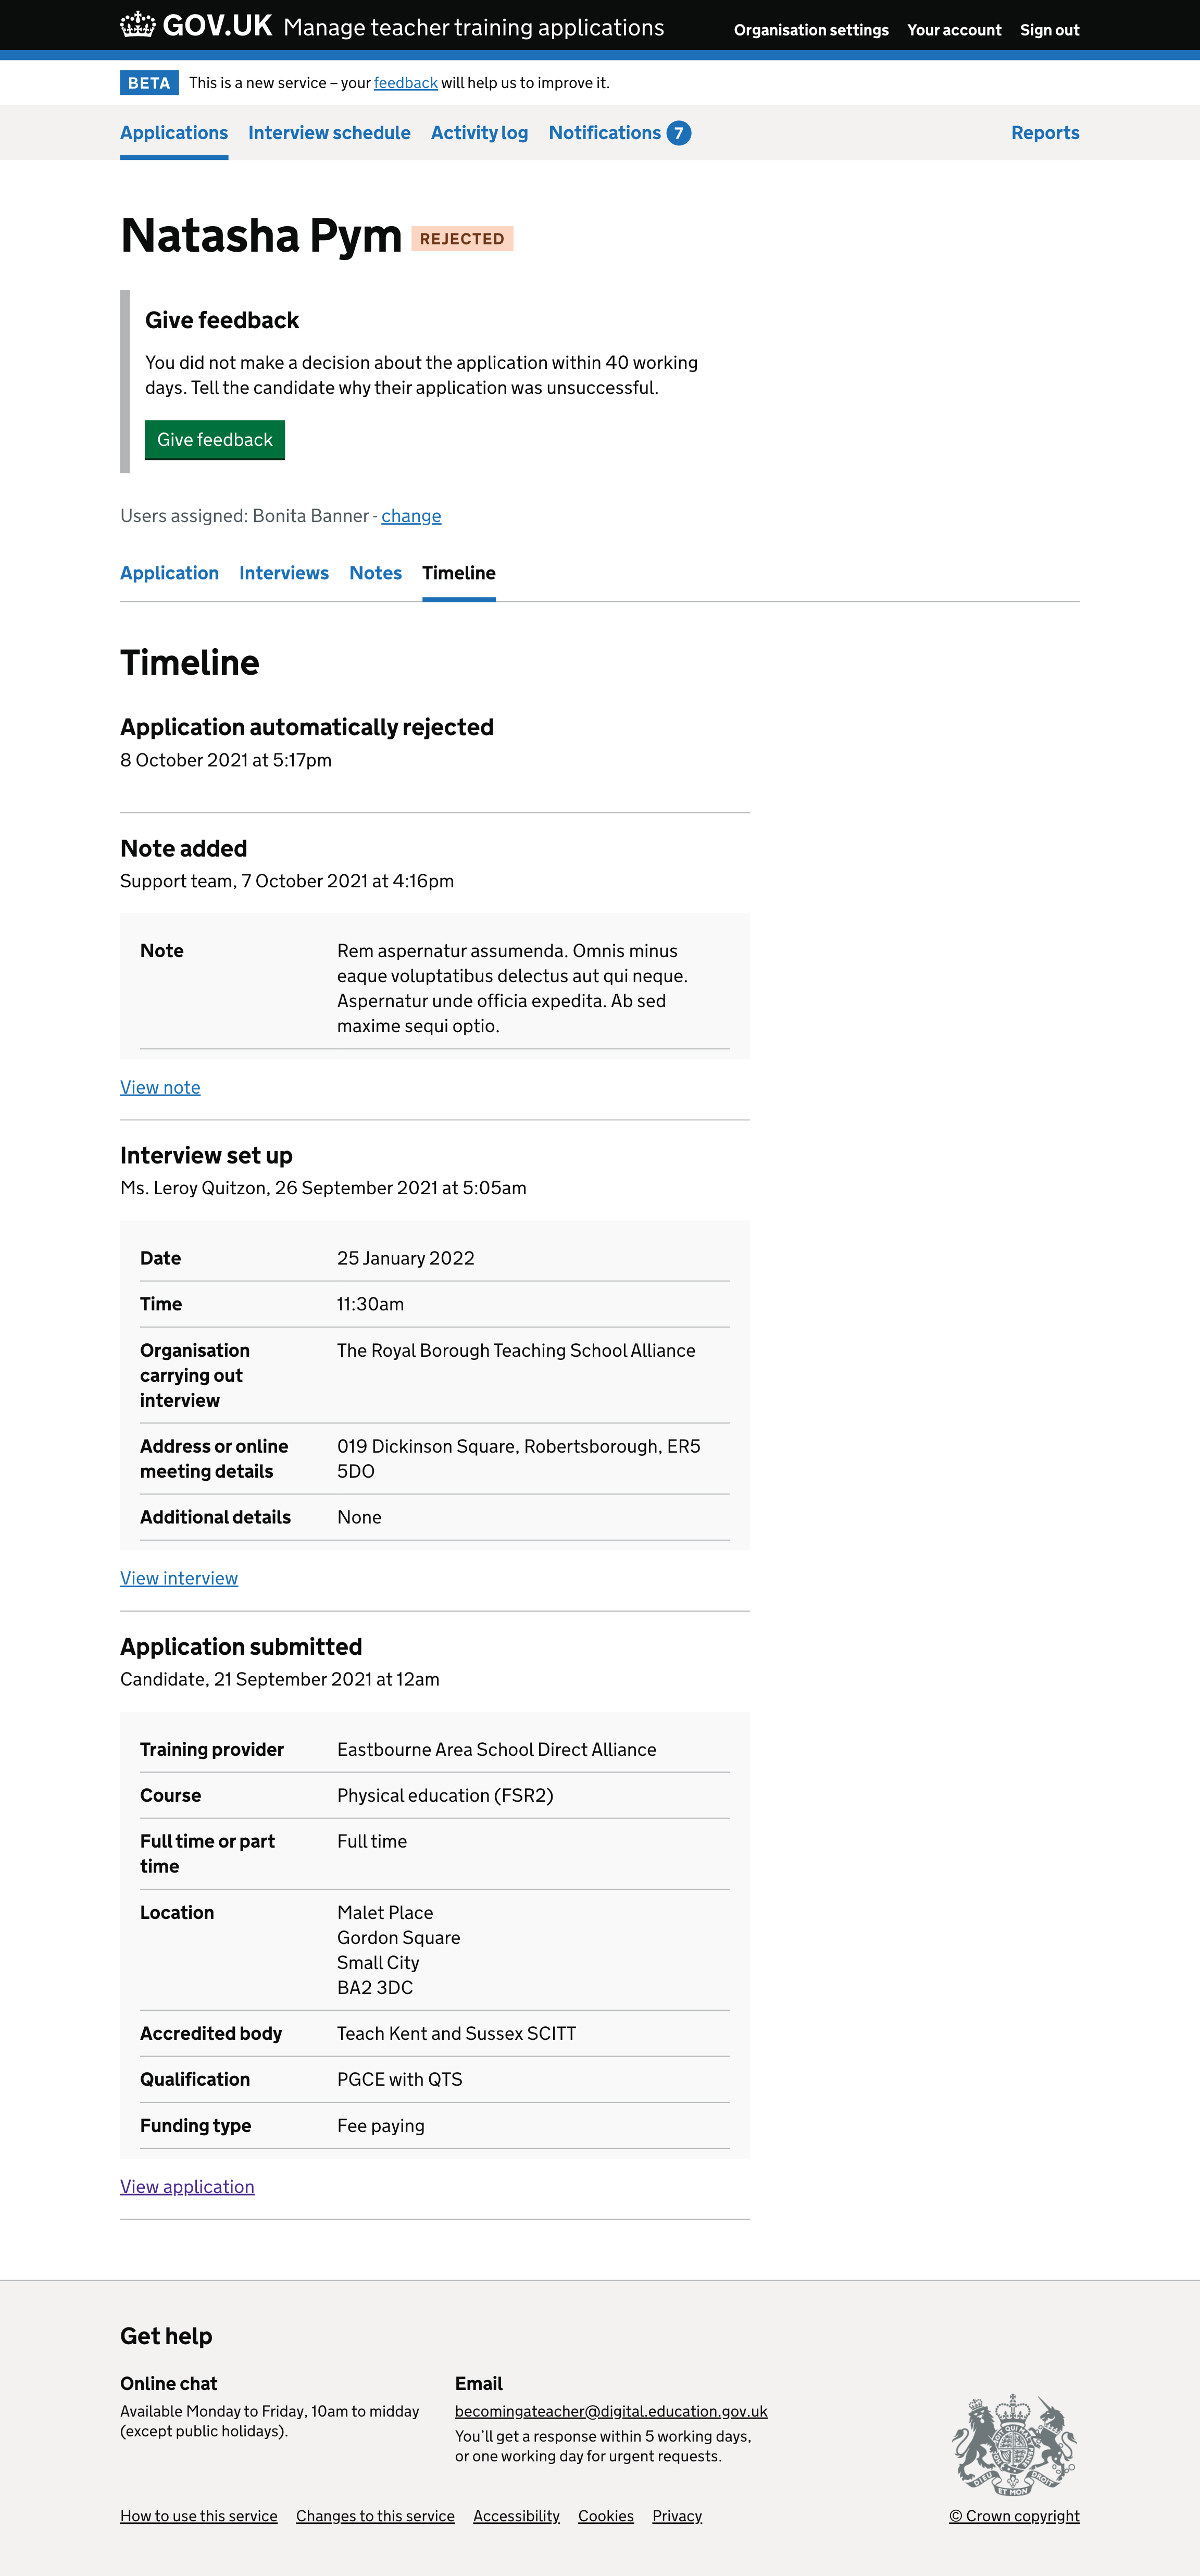 GOV.UK Manage teacher training applications Organisation settings Your account Sign out
BETA This is a new service – your feedback will help us to improve it.
Applications Interview schedule Activity log Notifications 7 Reports
Natasha Pym REJECTED
Give feedback
You did not make a decision about the application within 40 working
days. Tell the candidate why their application was unsuccessful.
Give feedback
Users assigned: Bonita Banner - change
Application Interviews Notes Timeline
Timeline
Application automatically rejected
8 October 2021 at 5:17pm
Note added
Support team, 7 October 2021 at 4:16pm
Note Rem aspernatur assumenda. Omnis minus
eaque voluptatibus delectus aut qui neque.
Aspernatur unde officia expedita. Ab sed
maxime sequi optio.
View note
Interview set up
Ms. Leroy Quitzon, 26 September 2021 at 5:05am
Date 25 January 2022
Time 11:30am
Organisation The Royal Borough Teaching School Alliance
carrying out
interview
Address or online 019 Dickinson Square, Robertsborough, ER5
meeting details 5DO
Additional details None
View interview
Application submitted
Candidate, 21 September 2021 at 12am
Training provider Eastbourne Area School Direct Alliance
Course Physical education (FSR2)
Full time or part Full time
time
Location Malet Place
Gordon Square
Small City
BA2 3DC
Accredited body Teach Kent and Sussex SCITT
Qualification PGCE with QTS
Funding type Fee paying
View application
Get help
Online chat
Available Monday to Friday, 10am to midday
(except public holidays).
Email
becomingateacher@digital.education.gov.uk
You’ll get a response within 5 working days,
or one working day for urgent requests.
DIEU ET MON DROIT
How to use this service Changes to this service Accessibility Cookies Privacy © Crown copyright